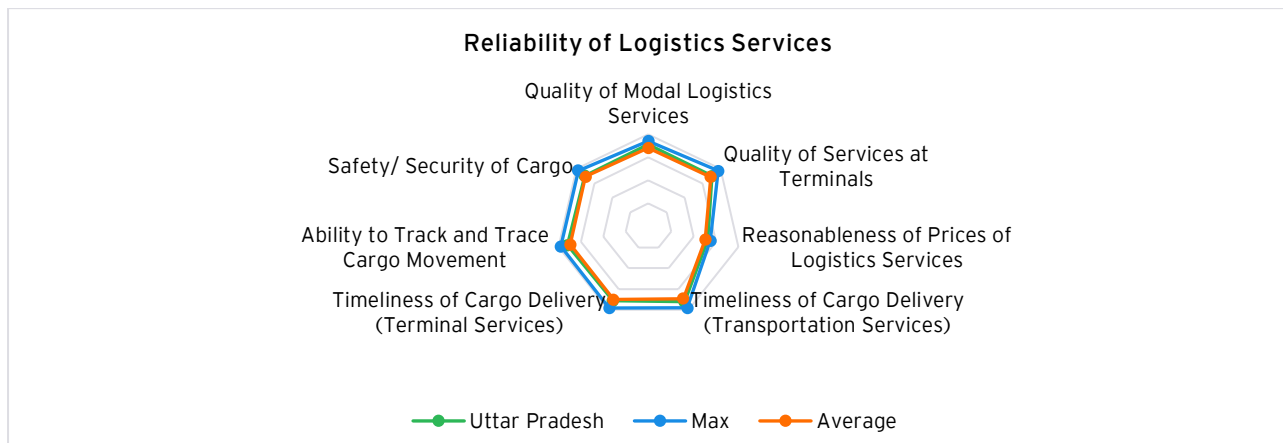 Reliability of Logistics Services
Quality of Modal Logistics
Services
Quality of Services at
Terminals
Reasonableness of Prices of
Logistics Services
Timeliness of Cargo Delivery
(Transportation Services)
Timeliness of Cargo Delivery
(Terminal Services)
Ability to Track and Trace
Cargo Movement
Safety/ Security of Cargo
Uttar Pradesh
Max
Average